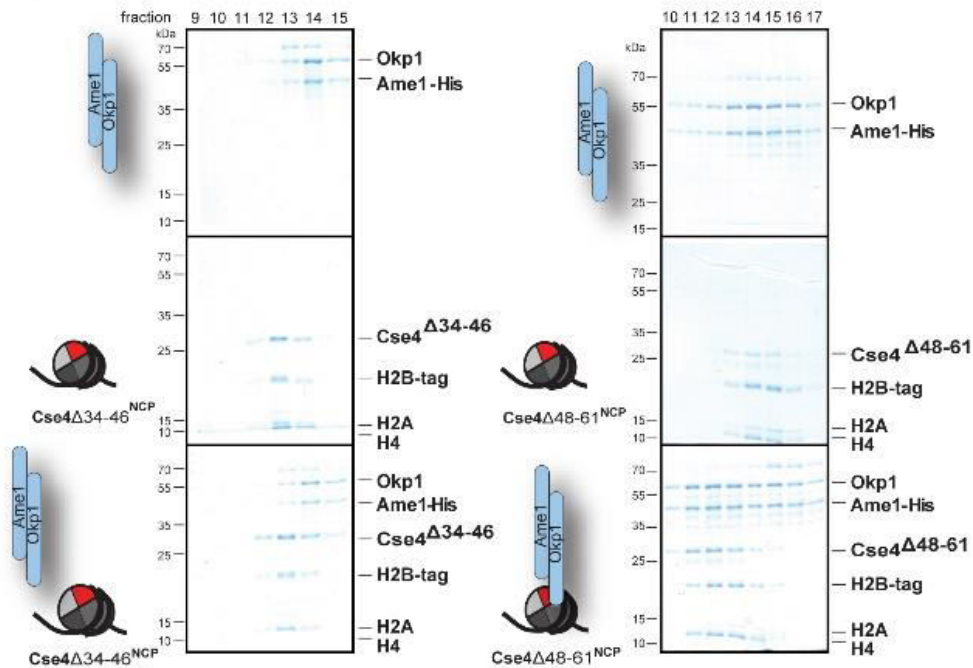 fraction 9 10 11 12 13 14 15
kDa
70
55
35
25
15
10
Ame1
Okp1
Okp1
Ame1-His
70
55
35
25
15
10
Cse4Δ34-46
H2B-tag
H2A
H4
Cse4Δ34-46NCP
70
55
35
25
15
10
Ame1
Okp1
Okp1
Ame1-His
Cse4Δ34-46
H2B-tag
H2A
H4
Cse4Δ34-46NCP
10 11 12 13 14 15 16 17
kDa
70
55
35
25
15
Ame1
Okp1
Okp1
Ame1-His
70
55
35
25
15
10
Cse4Δ48-61
H2B-tag
H2A
H4
Cse4Δ48-61NCP
70
55
35
25
15
10
Ame1
Okp1
Okp1
Ame1-His
Cse4Δ48-61
H2B-tag
H2A
H4
Cse4Δ48-61NCP